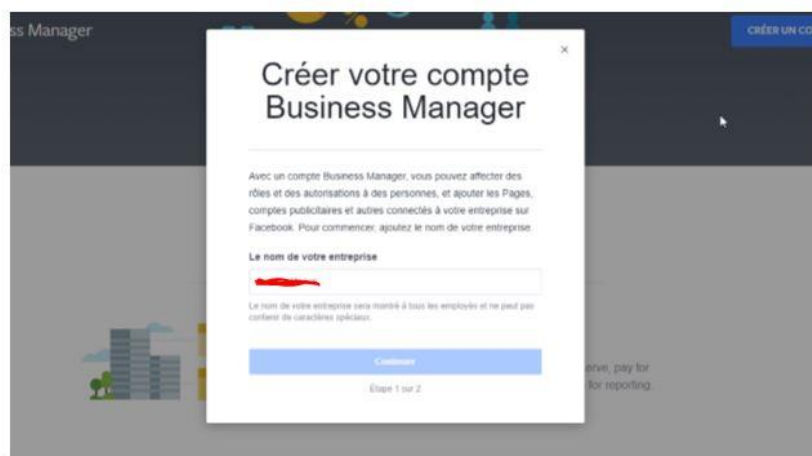 ss Manager
CRÉER UN CO
×
Créer votre compte
Business Manager
Avec un compte Business Manager, vous pouvez affecter des
rôles et des autorisations à des personnes, et ajouter les Pages,
comptes publicitaires et autres connectés à votre entreprise sur
Facebook. Pour commencer, ajoutez le nom de votre entreprise.
Le nom de votre entreprise
Le nom de votre entreprise sera montré à tous les employés et ne peut pas
contenir de caractères spéciaux.
Continuer
Étape 1 sur 2
erve, pay for
for reporting